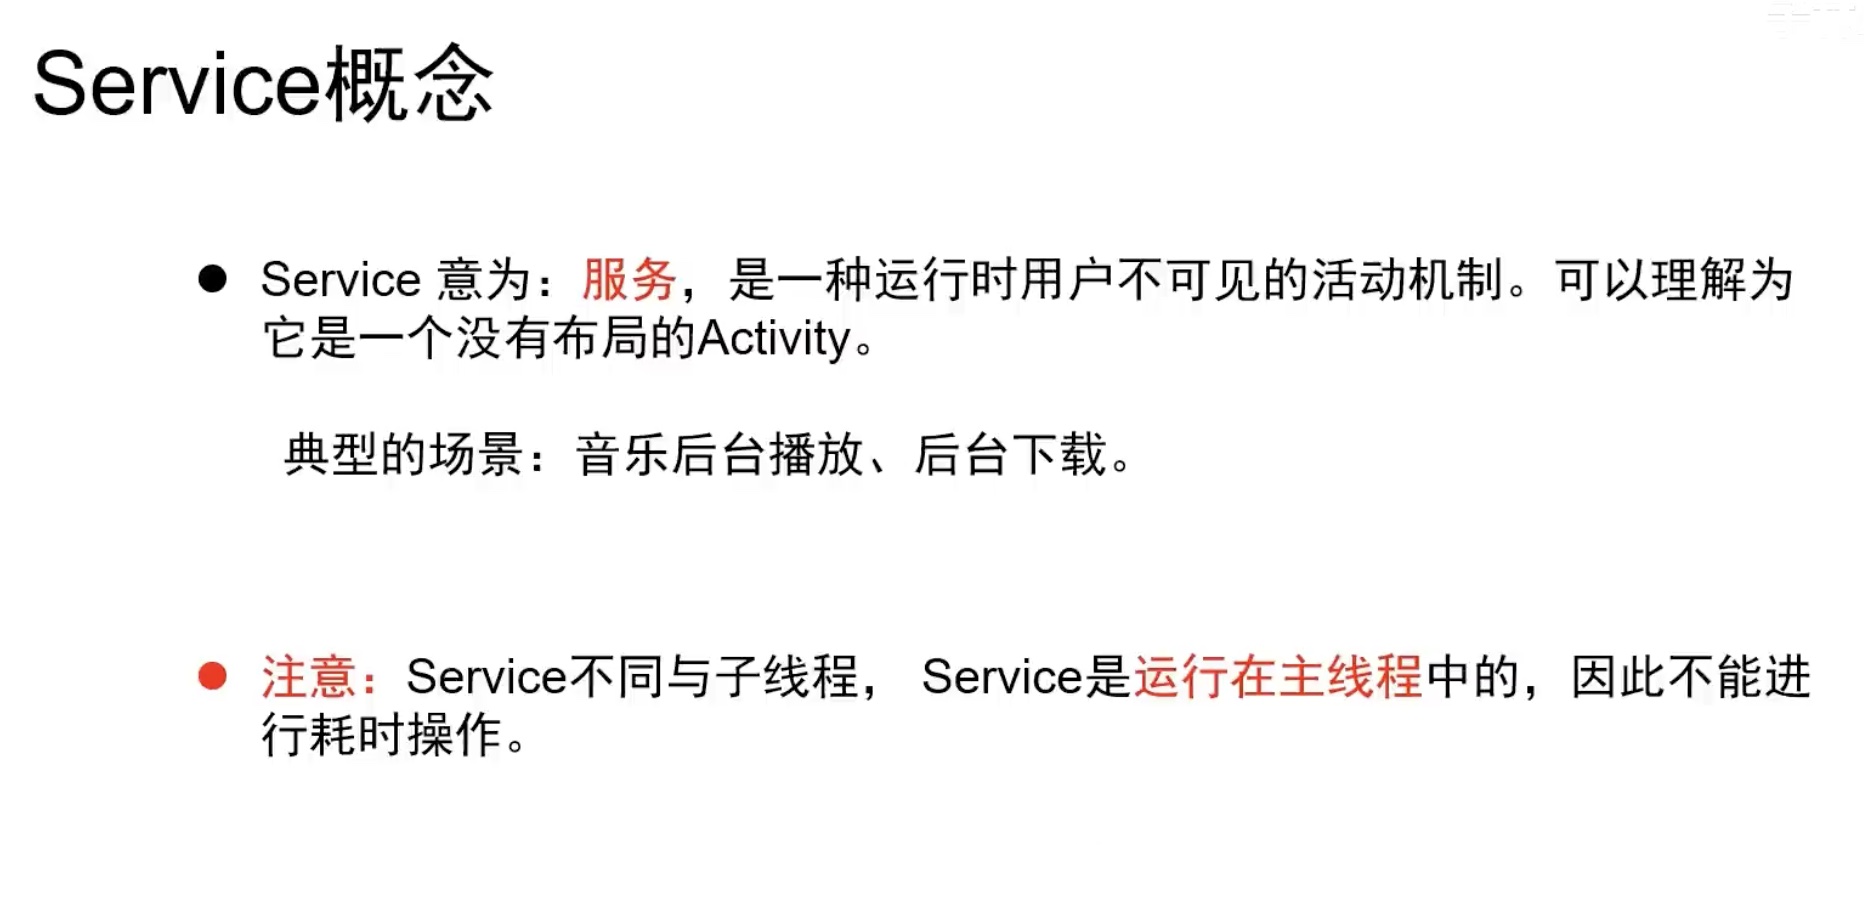 Service概念
Service 意为：服务，是一种运行时用户不可见的活动机制。可以理解为
它是一个没有布局的Activity。
典型的场景：音乐后台播放、后台下载。
注意：Service不同与子线程， Service是运行在主线程中的，因此不能进
行耗时操作。